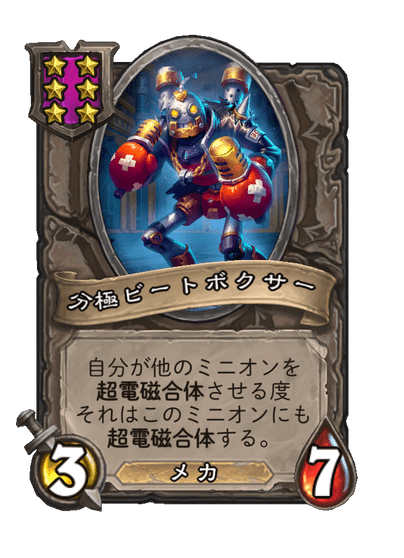 分極ビートボクサー
自分が他のミニオンを
超電磁合体させる度
それはこのミニオンにも
超電磁合体する。
3
メカ
7